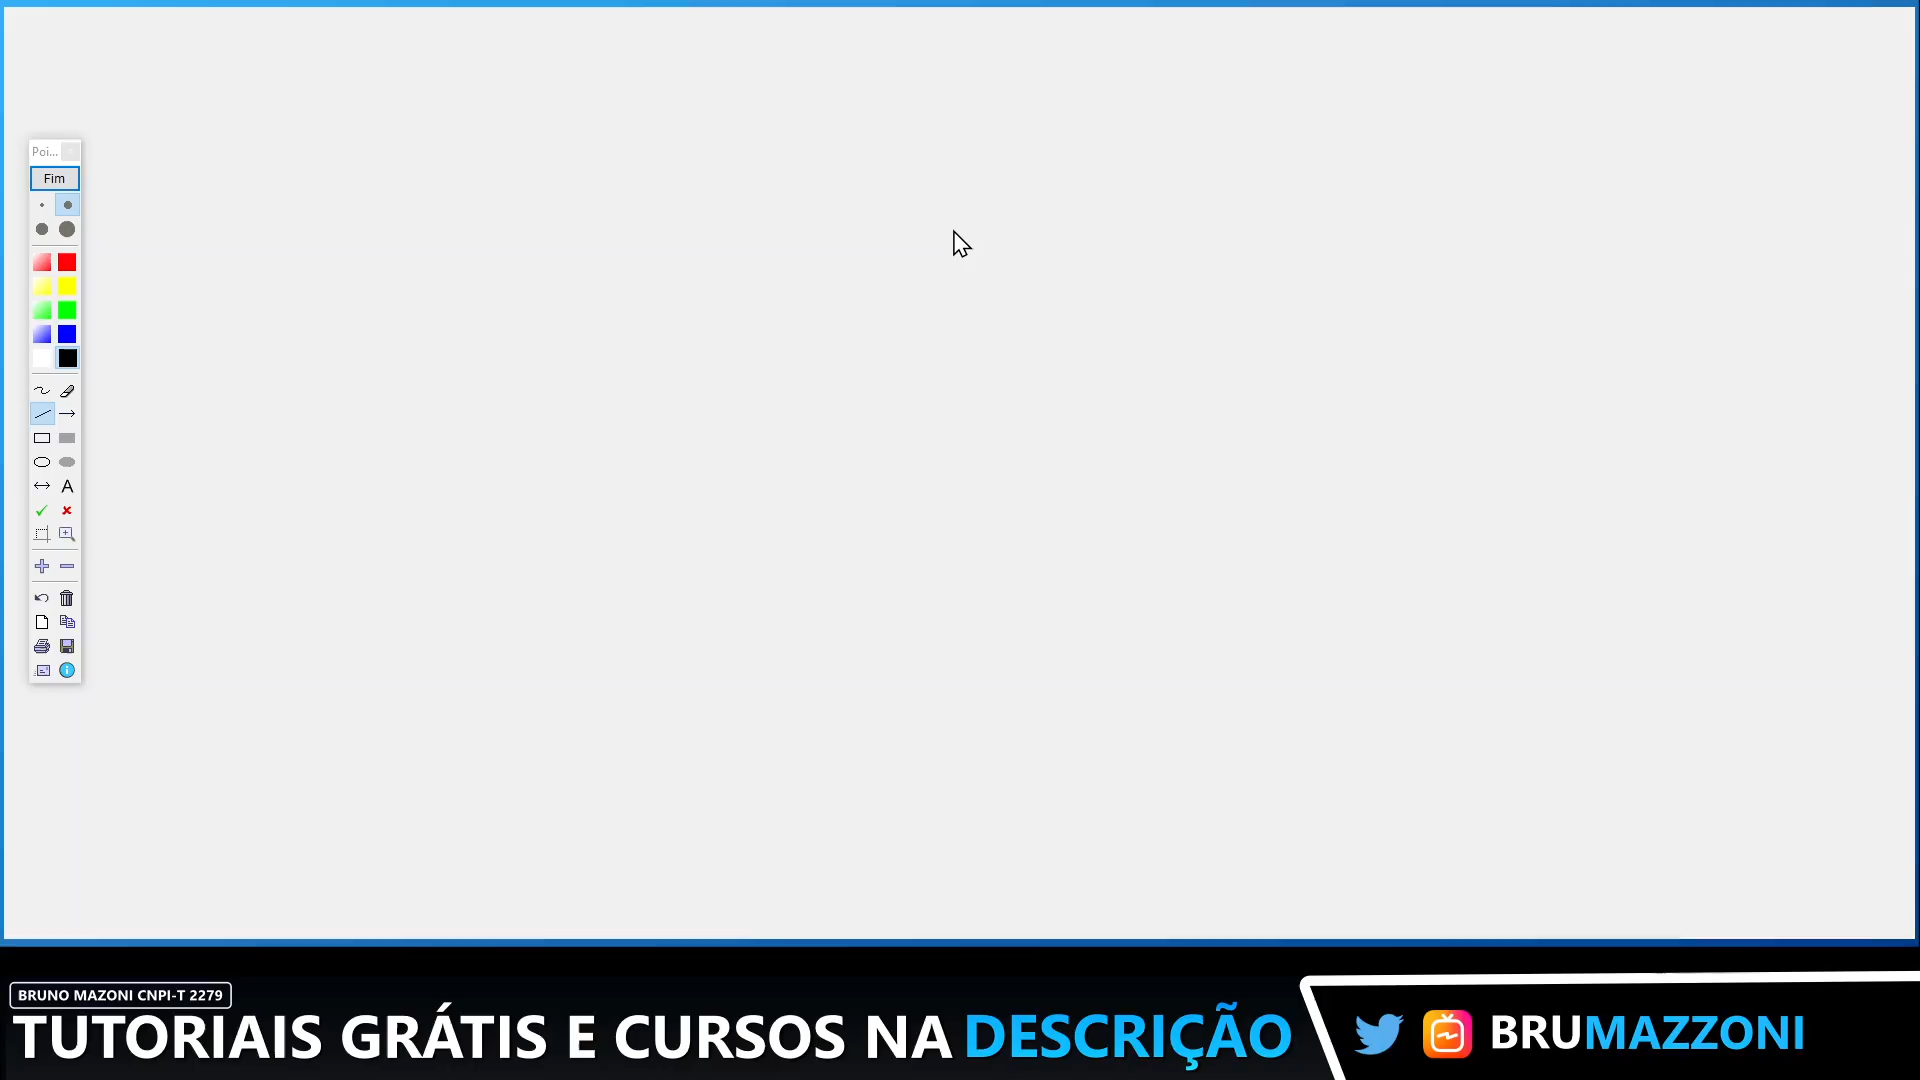 Poi...
Fim
A
BRUNO MAZONI CNPI-T 2279
TUTORIAIS GRÁTIS E CURSOS NA DESCRIÇÃO
BRUMAZZONI